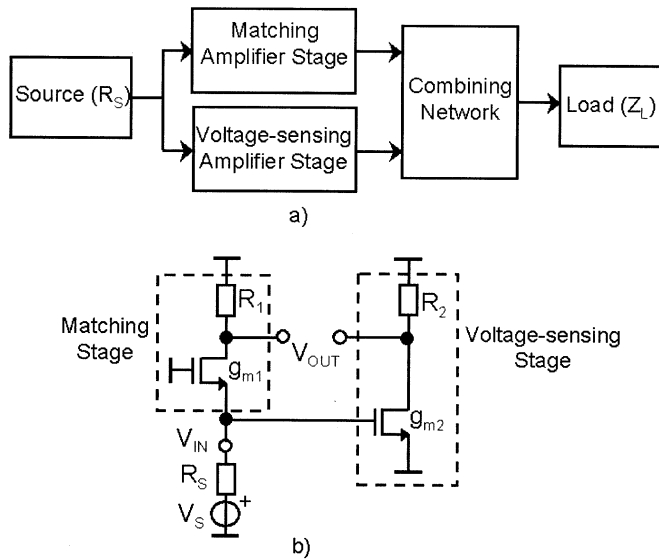 Source (RS)
Matching
Amplifier Stage
Voltage-sensing
Amplifier Stage
Combining
Network
Load (ZL)
a)
Matching
Stage
R1
gm1
VOUT
R2
gm2
Voltage-sensing
Stage
VIN
RS
VS
+
b)